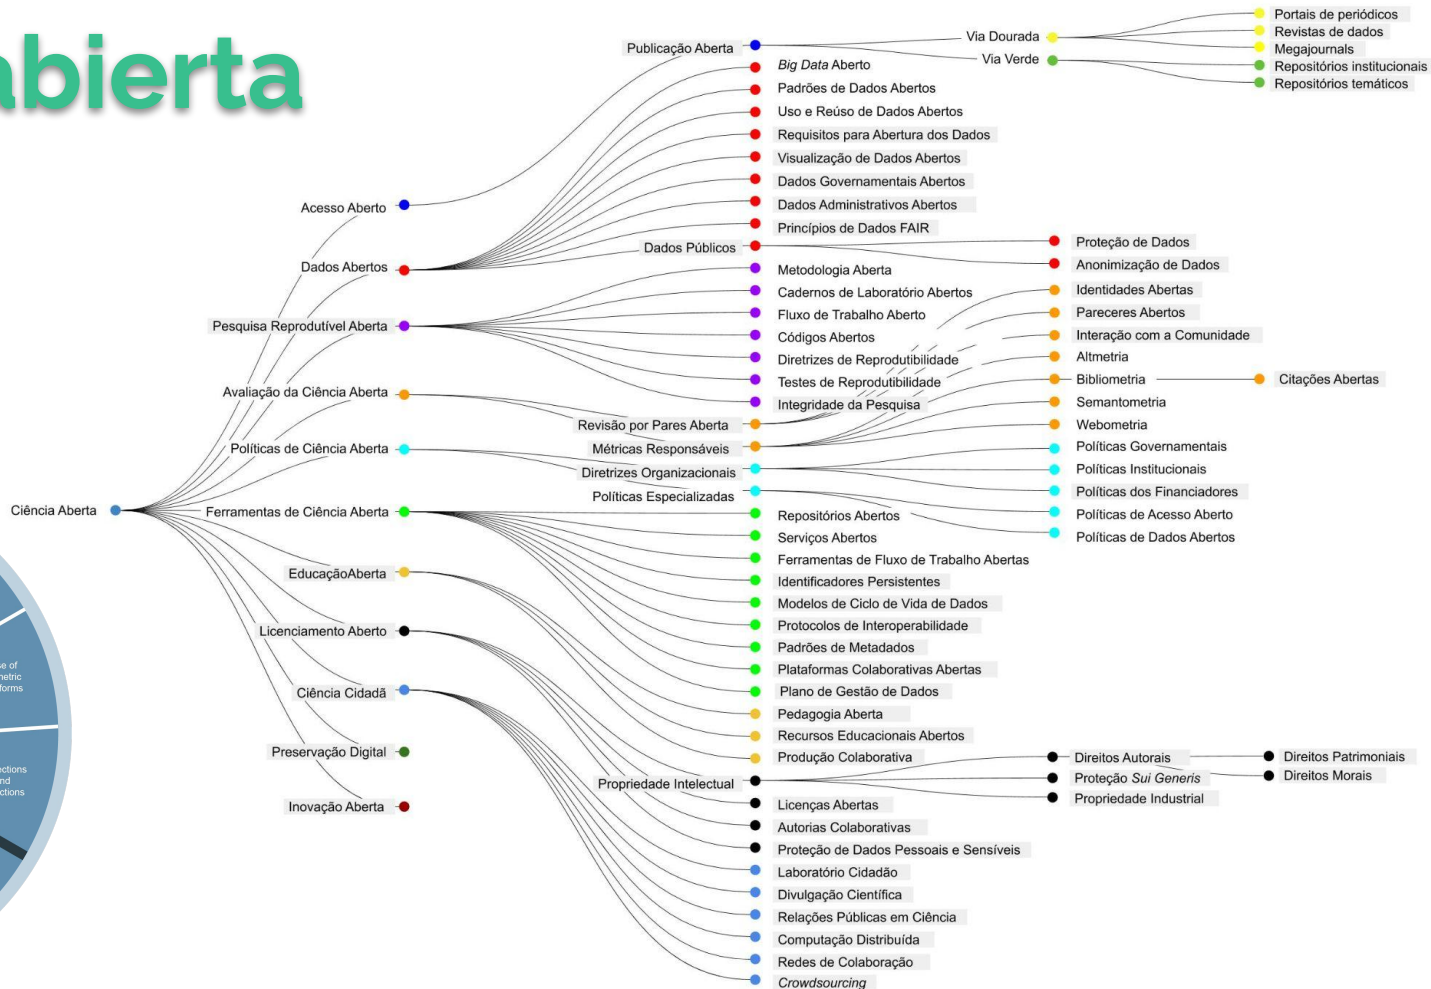 abierta
Ciência Aberta
Acesso Aberto
Dados Abertos
Pesquisa Reprodutível Aberta
Avaliação da Ciência Aberta
Políticas de Ciência Aberta
Ferramentas de Ciência Aberta
EducaçãoAberta
Licenciamento Aberto
Ciência Cidadã
Preservação Digital
Inovação Aberta
Publicação Aberta
Big Data Aberto
Padrões de Dados Abertos
Uso e Reúso de Dados Abertos
Requisitos para Abertura dos Dados
Visualização de Dados Abertos
Dados Governamentais Abertos
Dados Administrativos Abertos
Princípios de Dados FAIR
Dados Públicos
Metodologia Aberta
Cadernos de Laboratório Abertos
Fluxo de Trabalho Aberto
Códigos Abertos
Diretrizes de Reprodutibilidade
Testes de Reprodutibilidade
Integridade da Pesquisa
Revisão por Pares Aberta
Métricas Responsáveis
Diretrizes Organizacionais
Políticas Especializadas
Repositórios Abertos
Serviços Abertos
Ferramentas de Fluxo de Trabalho Abertas
Identificadores Persistentes
Modelos de Ciclo de Vida de Dados
Protocolos de Interoperabilidade
Padrões de Metadados
Plataformas Colaborativas Abertas
Plano de Gestão de Dados
Pedagogia Aberta
Recursos Educacionais Abertos
Produção Colaborativa
Propriedade Intelectual
Licenças Abertas
Autorias Colaborativas
Proteção de Dados Pessoais e Sensíveis
Laboratório Cidadão
Divulgação Científica
Relações Públicas em Ciência
Computação Distribuída
Redes de Colaboração
Crowdsourcing
Via Dourada
Via Verde
Proteção de Dados
Anonimização de Dados
Identidades Abertas
Pareceres Abertos
Interação com a Comunidade
Altmetria
Bibliometria
Semantometria
Webometria
Políticas Governamentais
Políticas Institucionais
Políticas dos Financiadores
Políticas de Acesso Aberto
Políticas de Dados Abertos
Direitos Autorais
Proteção Sui Generis
Propriedade Industrial
Portais de periódicos
Revistas de dados
Megajournals
Repositórios institucionais
Repositórios temáticos
Citações Abertas
Direitos Patrimoniais
Direitos Morais
of